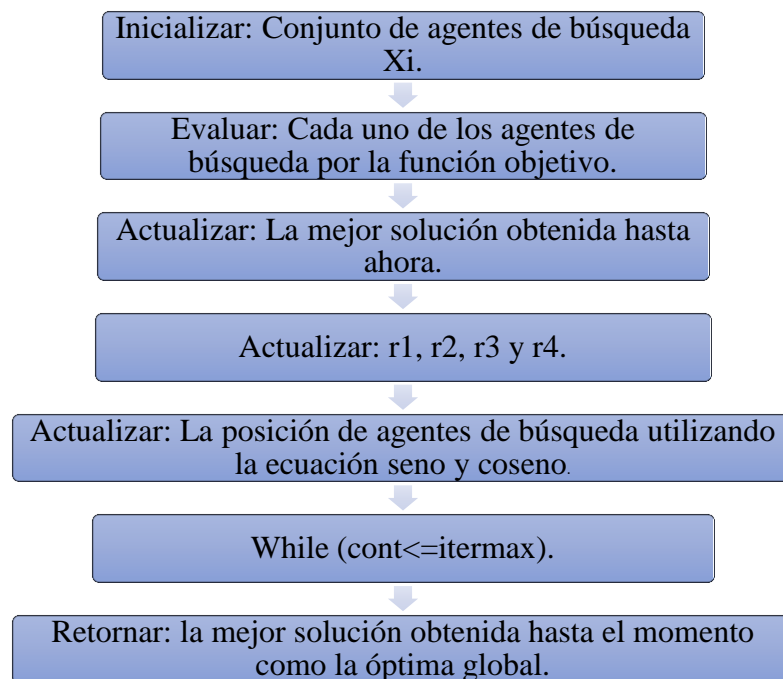 Inicializar: Conjunto de agentes de búsqueda
Xi.
Evaluar: Cada uno de los agentes de
búsqueda por la función objetivo.
Actualizar: La mejor solución obtenida hasta
ahora.
Actualizar: r1, r2, r3 y r4.
Actualizar: La posición de agentes de búsqueda utilizando
la ecuación seno y coseno.
While (cont<=itermax).
Retornar: la mejor solución obtenida hasta el momento
como la óptima global.